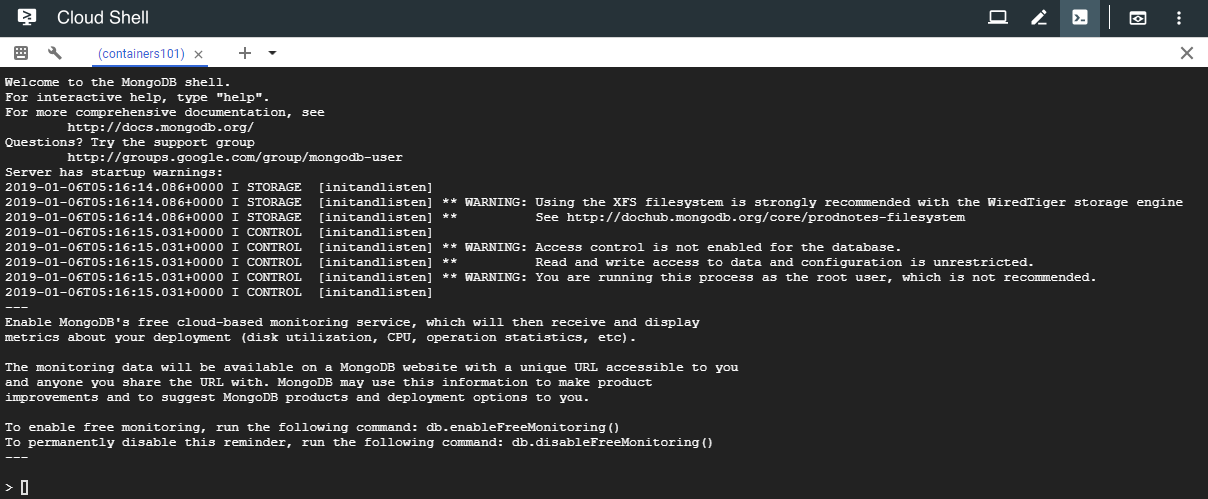 Cloud Shell
(containers101)
Welcome to the MongoDB shell.
For interactive help, type "help".
For more comprehensive documentation, see
        http://docs.mongodb.org/
Questions? Try the support group
        http://groups.google.com/group/mongodb-user
Server has startup warnings:
2019-01-06T05:16:14.086+0000 I STORAGE  [initandlisten]
2019-01-06T05:16:14.086+0000 I STORAGE  [initandlisten] ** WARNING: Using the XFS filesystem is strongly recommended with the WiredTiger storage engine
2019-01-06T05:16:14.086+0000 I STORAGE  [initandlisten] **          See http://dochub.mongodb.org/core/prodnotes-filesystem
2019-01-06T05:16:15.031+0000 I CONTROL  [initandlisten]
2019-01-06T05:16:15.031+0000 I CONTROL  [initandlisten] ** WARNING: Access control is not enabled for the database.
2019-01-06T05:16:15.031+0000 I CONTROL  [initandlisten] **          Read and write access to data and configuration is unrestricted.
2019-01-06T05:16:15.031+0000 I CONTROL  [initandlisten] ** WARNING: You are running this process as the root user, which is not recommended.
2019-01-06T05:16:15.031+0000 I CONTROL  [initandlisten]
---
Enable MongoDB's free cloud-based monitoring service, which will then receive and display
metrics about your deployment (disk utilization, CPU, operation statistics, etc).

The monitoring data will be available on a MongoDB website with a unique URL accessible to you
and anyone you share the URL with. MongoDB may use this information to make product
improvements and to suggest MongoDB products and deployment options to you.

To enable free monitoring, run the following command: db.enableFreeMonitoring()
To permanently disable this reminder, run the following command: db.disableFreeMonitoring()
---

>